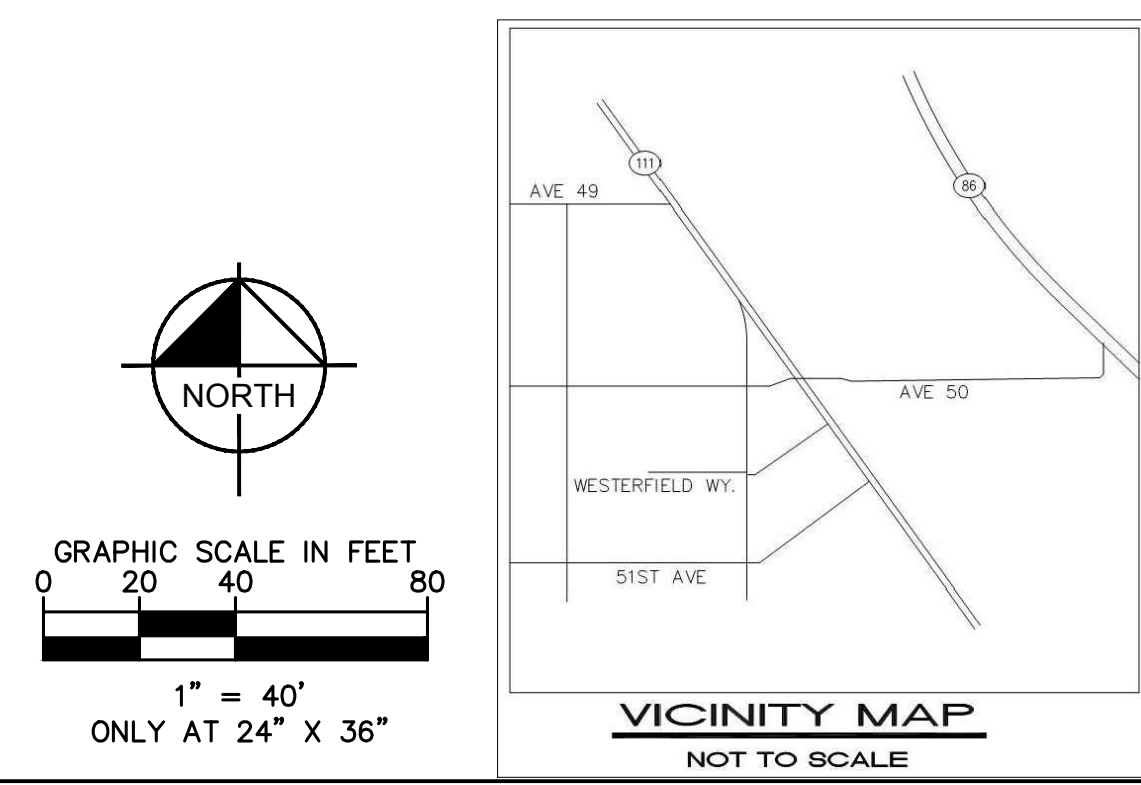 NORTH
GRAPHIC SCALE IN FEET
0 20 40 80
1" = 40'
ONLY AT 24" X 36"
111
86
AVE 49
AVE 50
WESTERFIELD WY.
51ST AVE
VICINITY MAP
NOT TO SCALE